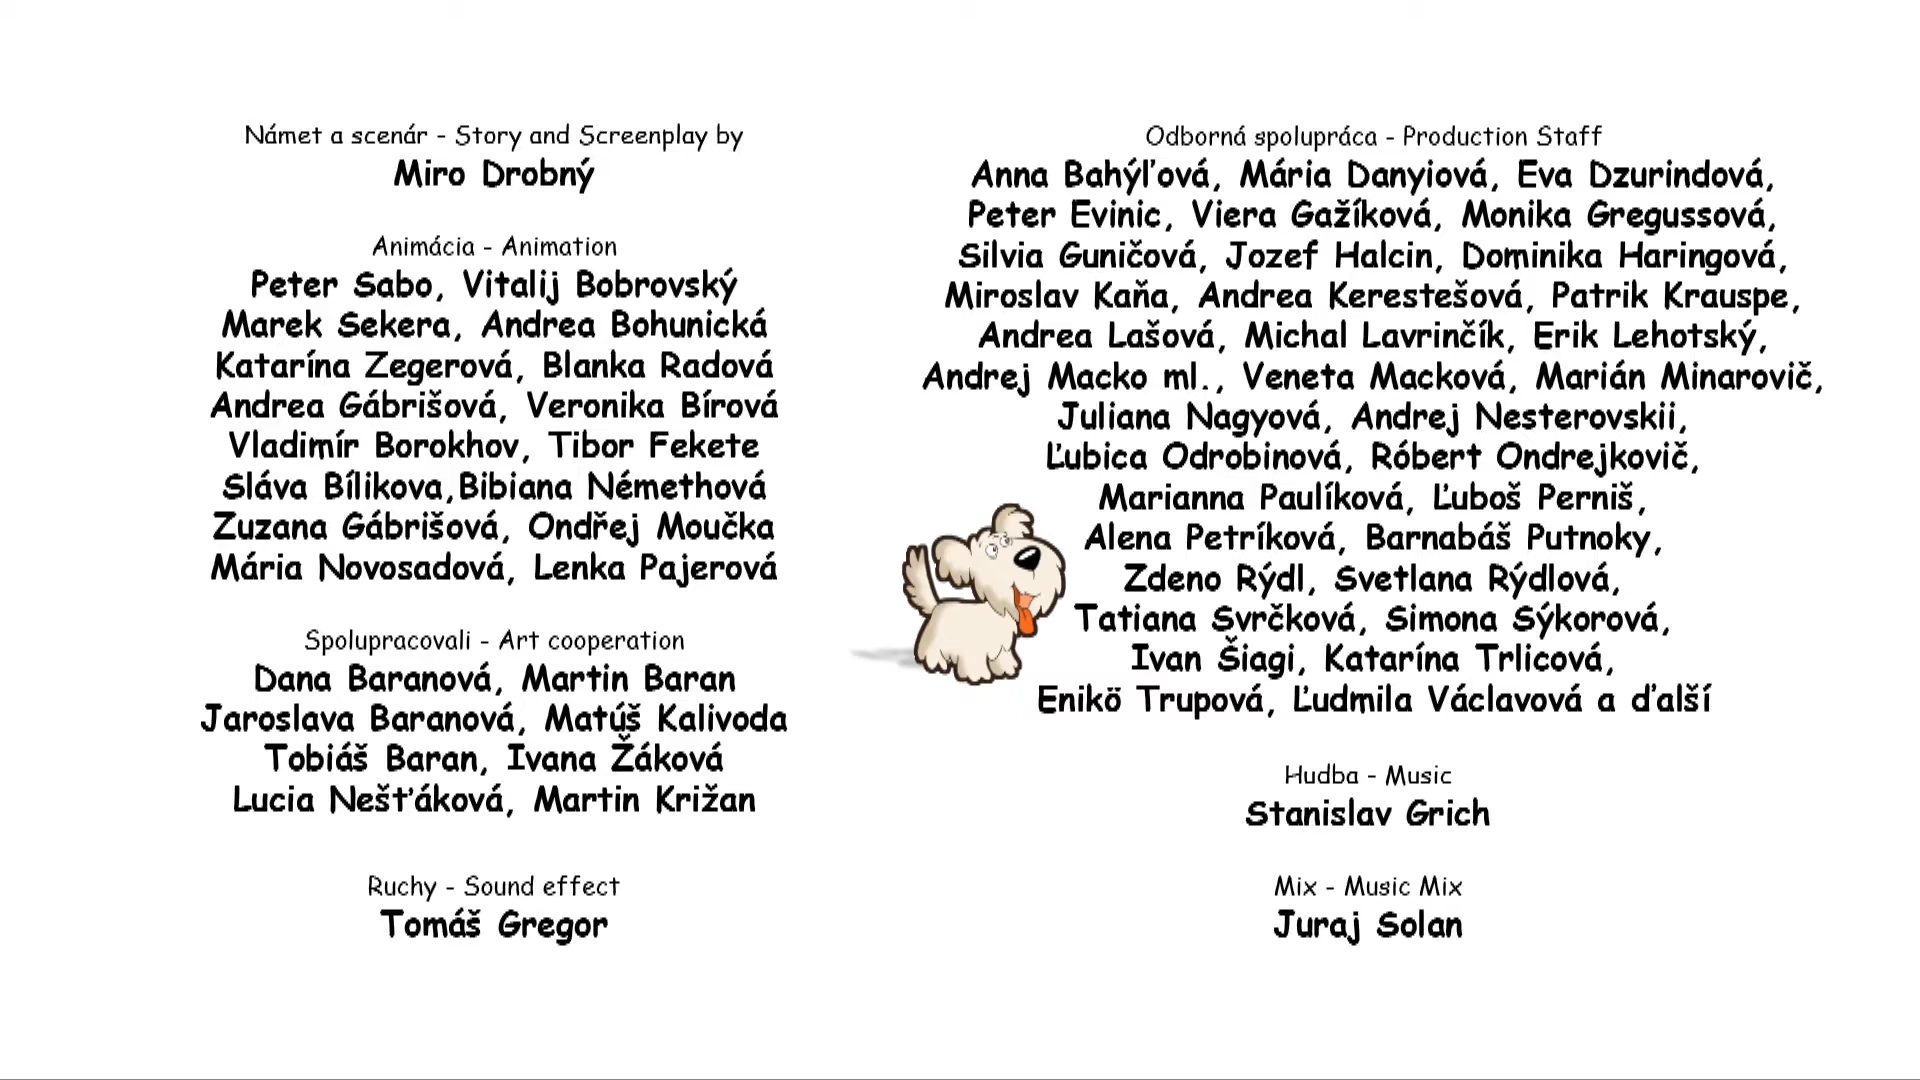 Námet a scenár - Story and Screenplay by
Miro Drobný
Animácia - Animation
Peter Sabo, Vitalij Bobrovský
Marek Sekera, Andrea Bohunická
Katarína Zegerová, Blanka Radová
Andrea Gábrišová, Veronika Bírová
Vladimír Borokhov, Tibor Fekete
Sláva Bílikova,Bibiana Némethová
Zuzana Gábrišová, Ondřej Moučka
Mária Novosadová, Lenka Pajerová
Spolupracovali - Art cooperation
Dana Baranová, Martin Baran
Jaroslava Baranová, Matúš Kalivoda
Tobiáš Baran, Ivana Žáková
Lucia Nešťáková, Martin Križan
Ruchy - Sound effect
Tomáš Gregor
Odborná spolupráca - Production Staff
Anna Bahýľová, Mária Danyiová, Eva Dzurindová,
Peter Evinic, Viera Gažíková, Monika Gregussová,
Silvia Guničová, Jozef Halcin, Dominika Haringová,
Miroslav Kaňa, Andrea Kerestešová, Patrik Krauspe,
Andrea Lašová, Michal Lavrinčík, Erik Lehotský,
Andrej Macko ml., Veneta Macková, Marián Minarovič,
Juliana Nagyová, Andrej Nesterovskii,
Ľubica Odrobinová, Róbert Ondrejkovič,
Marianna Paulíková, Ľuboš Perniš,
Alena Petríková, Barnabáš Putnoky,
Zdeno Rýdl, Svetlana Rýdlová,
Tatiana Svrčková, Simona Sýkorová,
Ivan Šiagi, Katarína Trlicová,
Enikö Trupová, Ľudmila Václavová a ďalší
Hudba - Music
Stanislav Grich
Mix - Music Mix
Juraj Solan